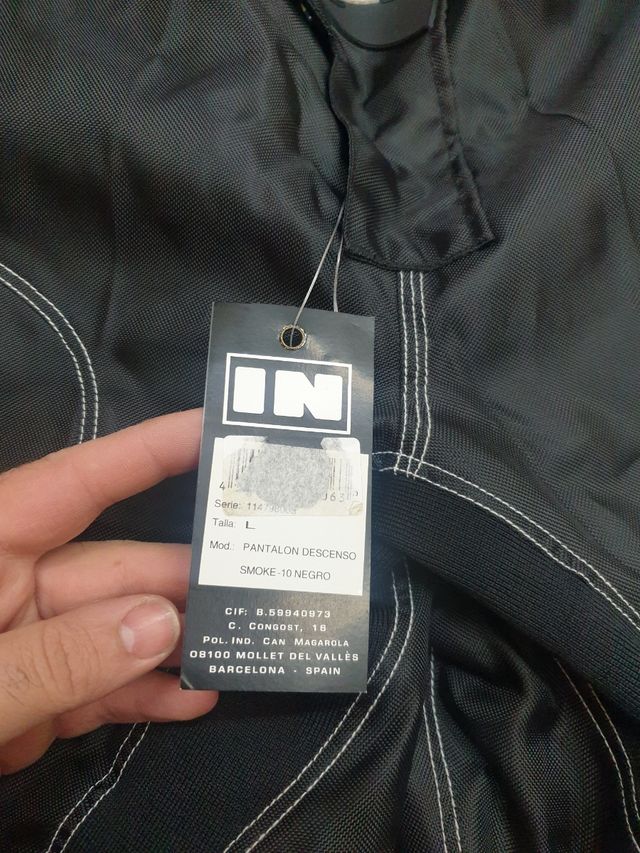 IN
Serie:
Talla: L
Mod.: PANTALON DESCENSO
SMOKE-10 NEGRO
CIF: B.59940973
C. CONGOST, 16
POL. IND. CAN MAGAROLA
08100 MOLLET DEL VALLÈS
BARCELONA - SPAIN